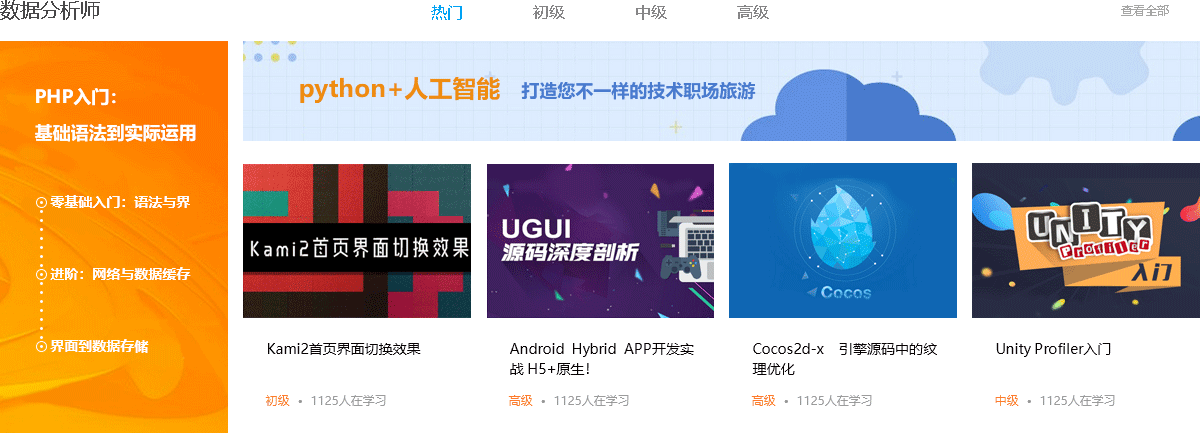 数据分析师
热门
初级
中级
高级
查看全部
PHP入门：
基础语法到实际运用
零基础入门：语法与界
进阶：网络与数据缓存
界面到数据存储
python+人工智能
打造您不一样的技术职场旅游
Kami2首页界面切换效果
UGUI
源码深度剖析
Cocos
UNITY
Profiler
入门
Kami2首页界面切换效果
初级 • 1125人在学习
Android Hybrid APP开发实
战 H5+原生！
高级 • 1125人在学习
Cocos2d-x 引擎源码中的纹
理优化
高级 • 1125人在学习
Unity Profiler入门
中级 • 1125人在学习